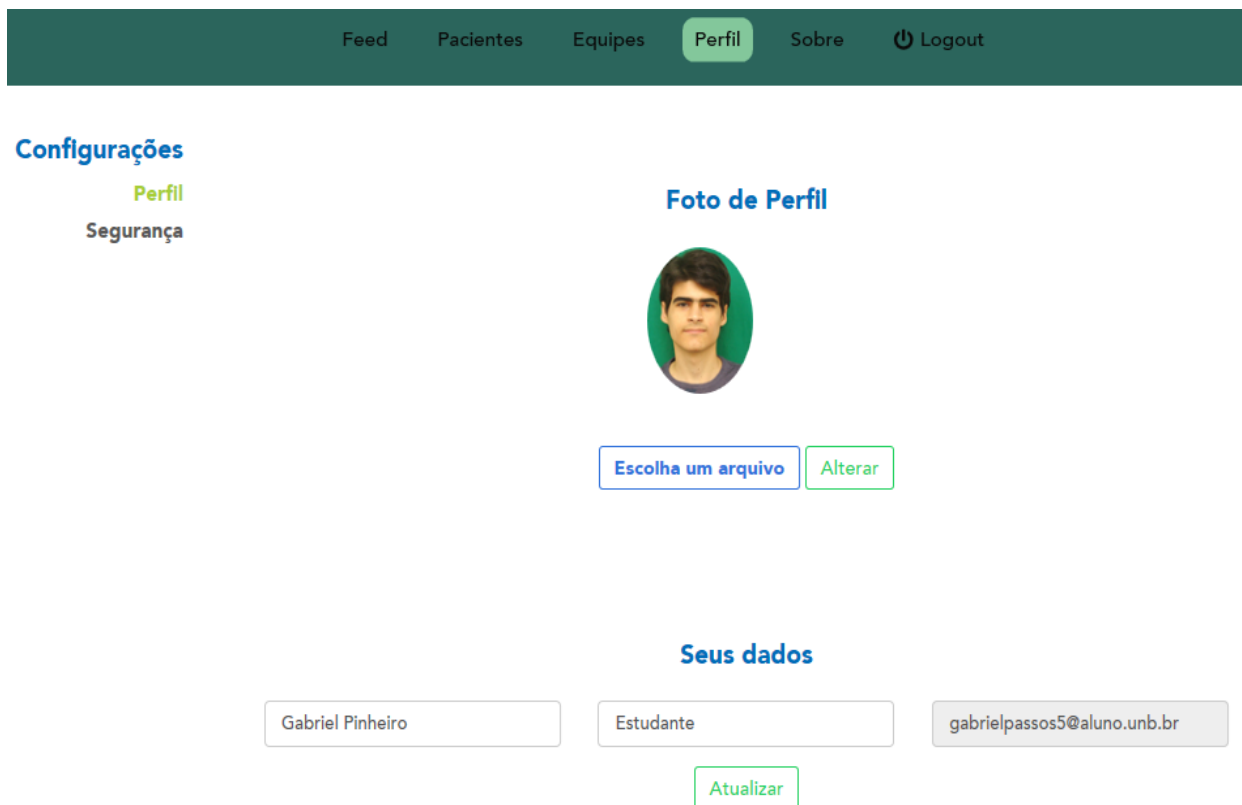 Feed Pacientes Equipes Perfil Sobre Logout
Configurações
Perfil
Segurança
Foto de Perfil
Escolha um arquivo Alterar
Seus dados
Gabriel Pinheiro Estudante gabrielpassos5@aluno.unb.br
Atualizar